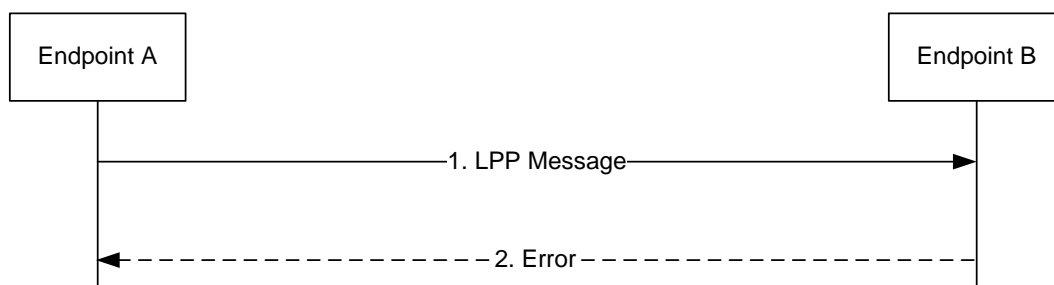 Endpoint A
Endpoint B
1. LPP Message
2. Error